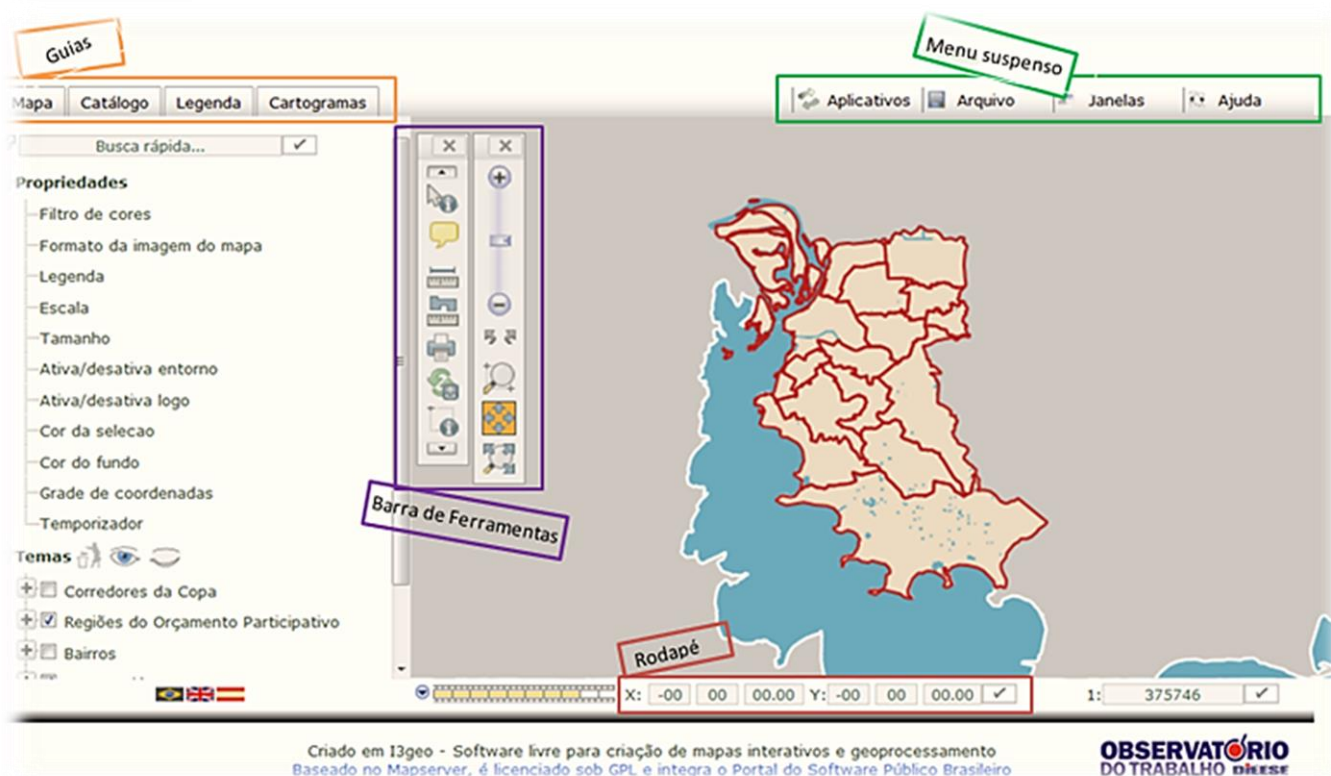 Guias
Menu suspenso
Mapa Catálogo Legenda Cartogramas
Aplicativos Arquivo Janelas Ajuda
Busca rápida...
Propriedades
Filtro de cores
Formato da imagem do mapa
Legenda
Escala
Tamanho
Ativa/desativa entorno
Ativa/desativa logo
Cor da selecao
Cor do fundo
Grade de coordenadas
Temporizador
Barra de Ferramentas
Temas
Corredores da Copa
Regiões do Orçamento Participativo
Bairros
Rodapé
X: -00 00 00.00 Y: -00 00 00.00 1: 375746
Criado em I3geo - Software livre para criação de mapas interativos e geoprocessamento
Baseado no Mapserver, é licenciado sob GPL e integra o Portal do Software Público Brasileiro
OBSERVATÓRIO
DO TRABALHO DIEESE